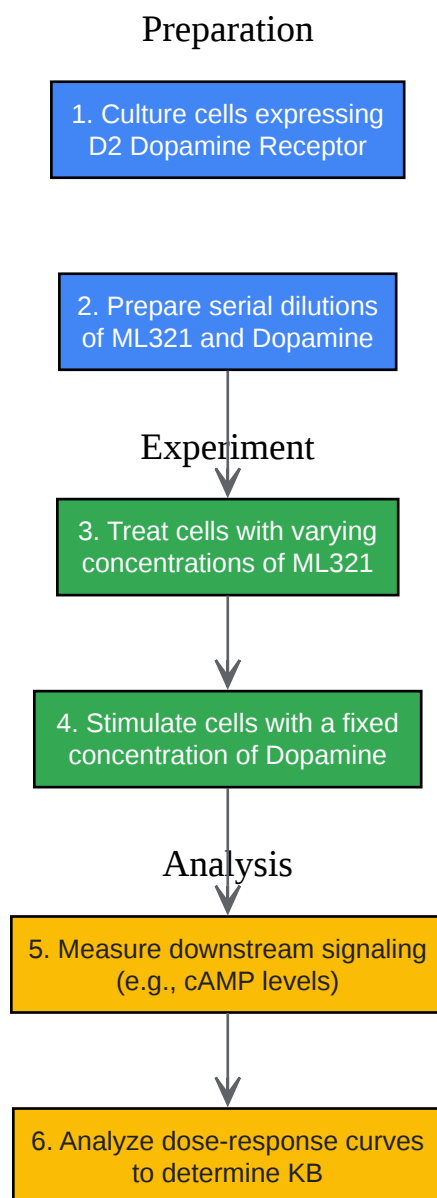 Preparation
1. Culture cells expressing
D2 Dopamine Receptor
2. Prepare serial dilutions
of ML321 and Dopamine
Experiment
3. Treat cells with varying
concentrations of ML321
4. Stimulate cells with a fixed
concentration of Dopamine
Analysis
5. Measure downstream signaling
(e.g., cAMP levels)
6. Analyze dose-response curves
to determine KB